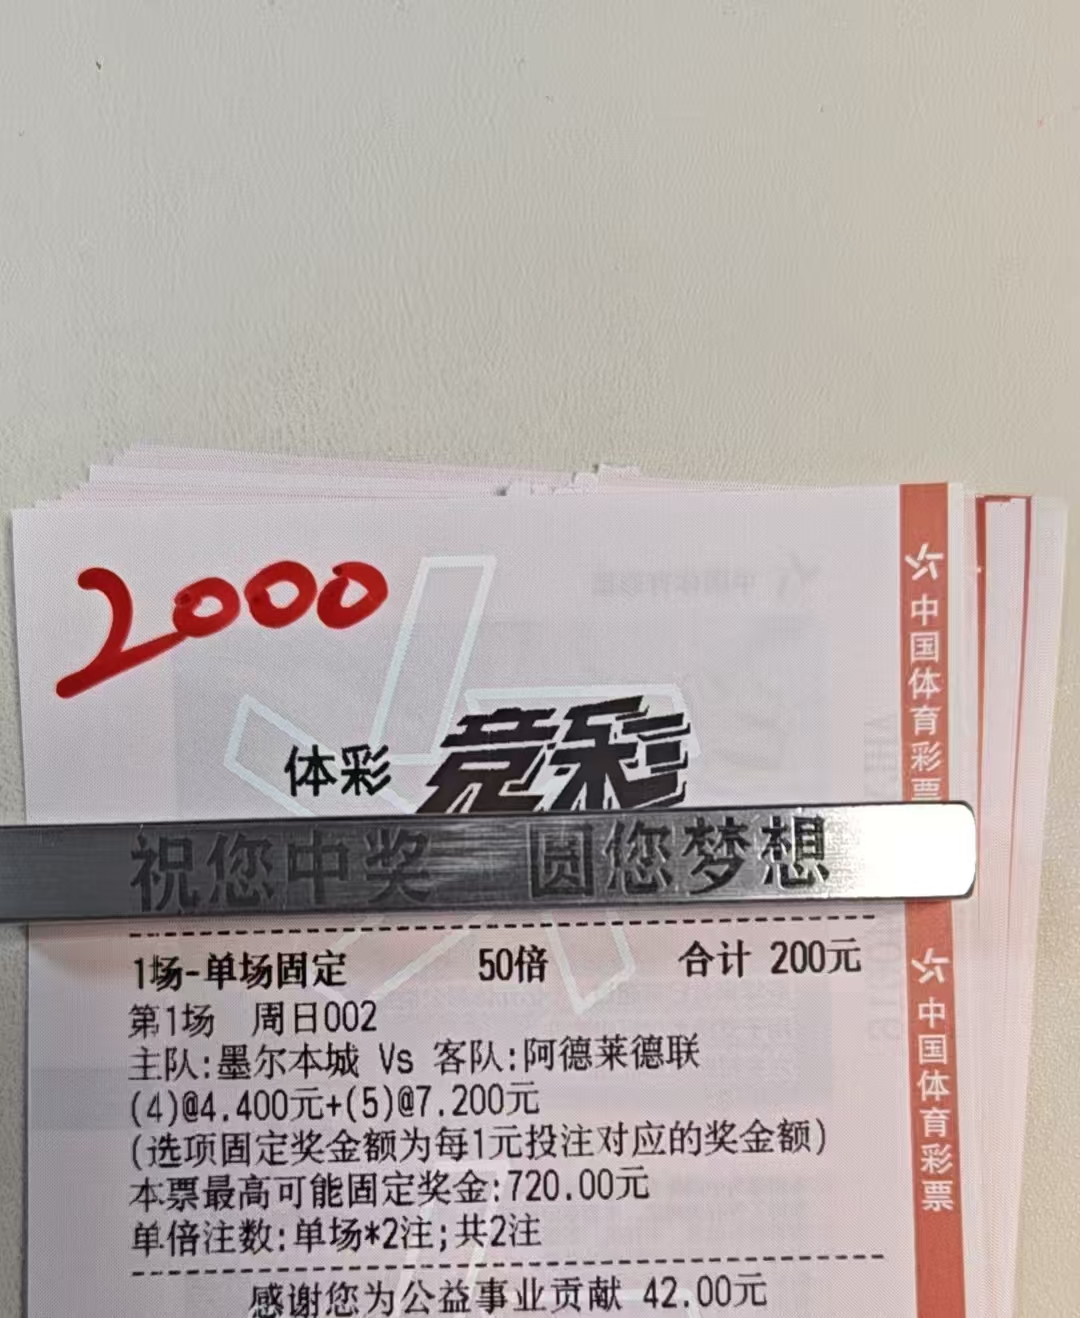 2000
体彩 竞彩
祝您中奖 圆您梦想
1场-单场固定 50倍 合计 200元
第1场 周日002
主队:墨尔本城 Vs 客队:阿德莱德联
(4)@4.400元+(5)@7.200元
(选项固定奖金额为每1元投注对应的奖金额)
本票最高可能固定奖金:720.00元
单倍注数:单场*2注;共2注
感谢您为公益事业贡献 42.00元
中国体育彩票
中国体育彩票